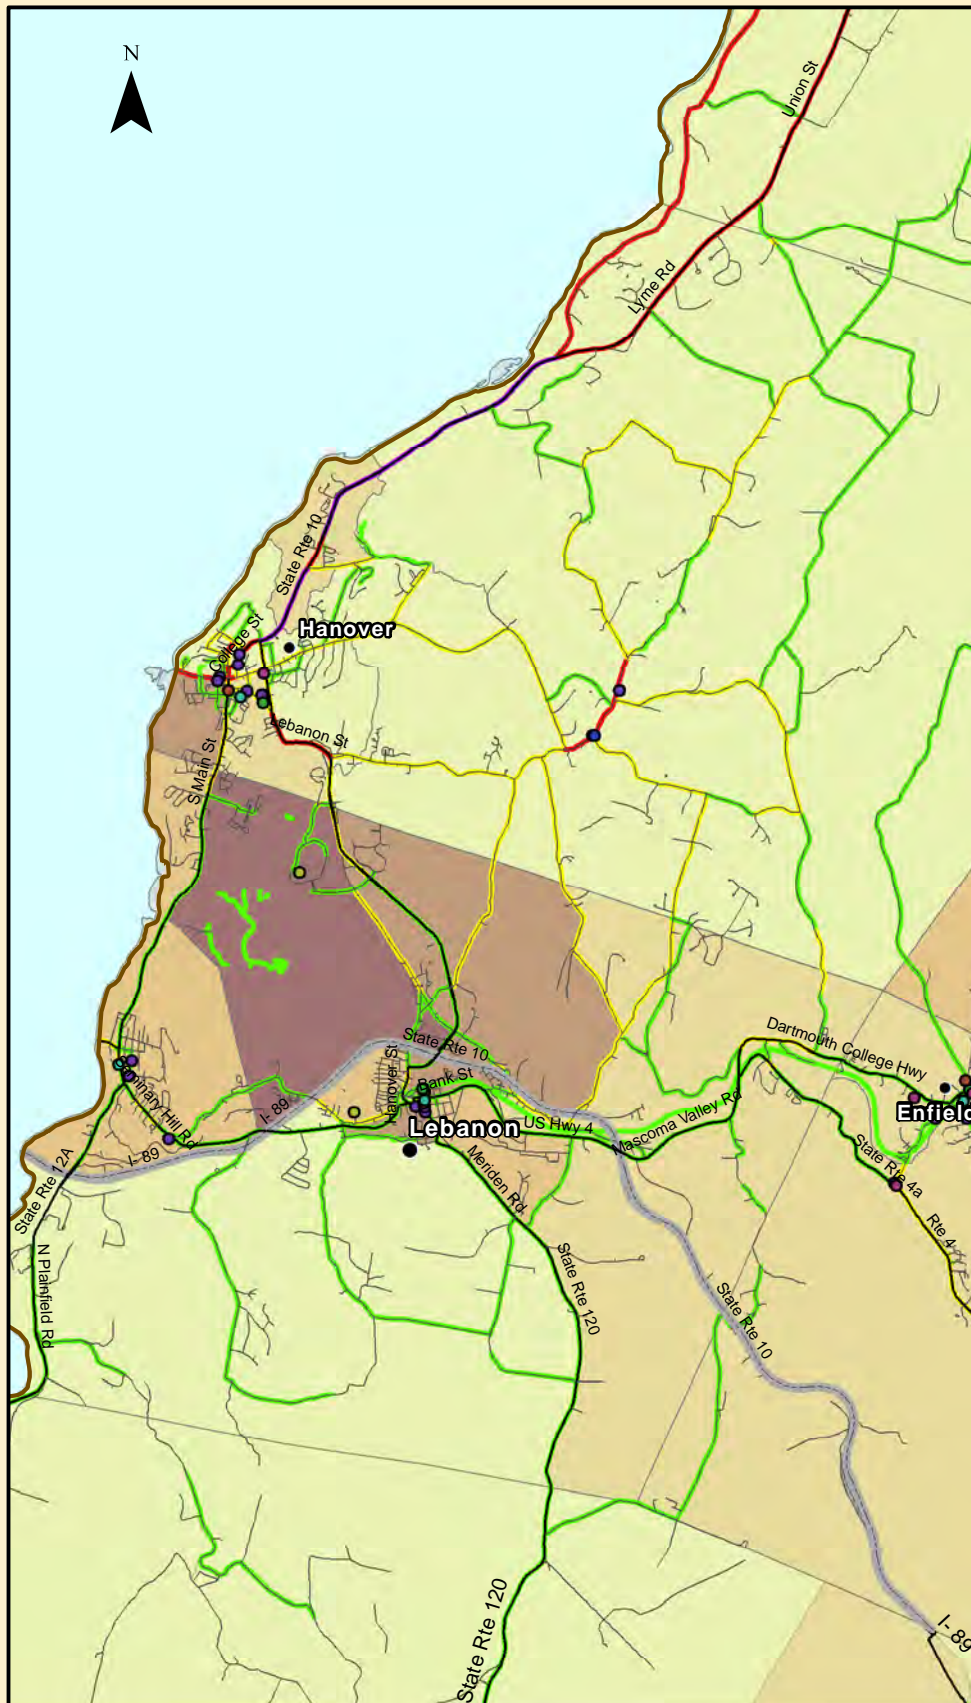 N
Union St
Lyme Rd
State Rte 10
College St
Hanover
Lebanon St
S Main St
State Rte 10
Dartmouth College Hwy
Hanover St
Bank St
I- 89
US Hwy 4
Mascoma Valley Rd
Enfield
Seminary Hill Rd
Lebanon
I- 89
State Rte 12A
Meriden Rd
State Rte 4a
Rte 4
N Plainfield Rd
State Rte 120
State Rte 10
State Rte 120
I- 89